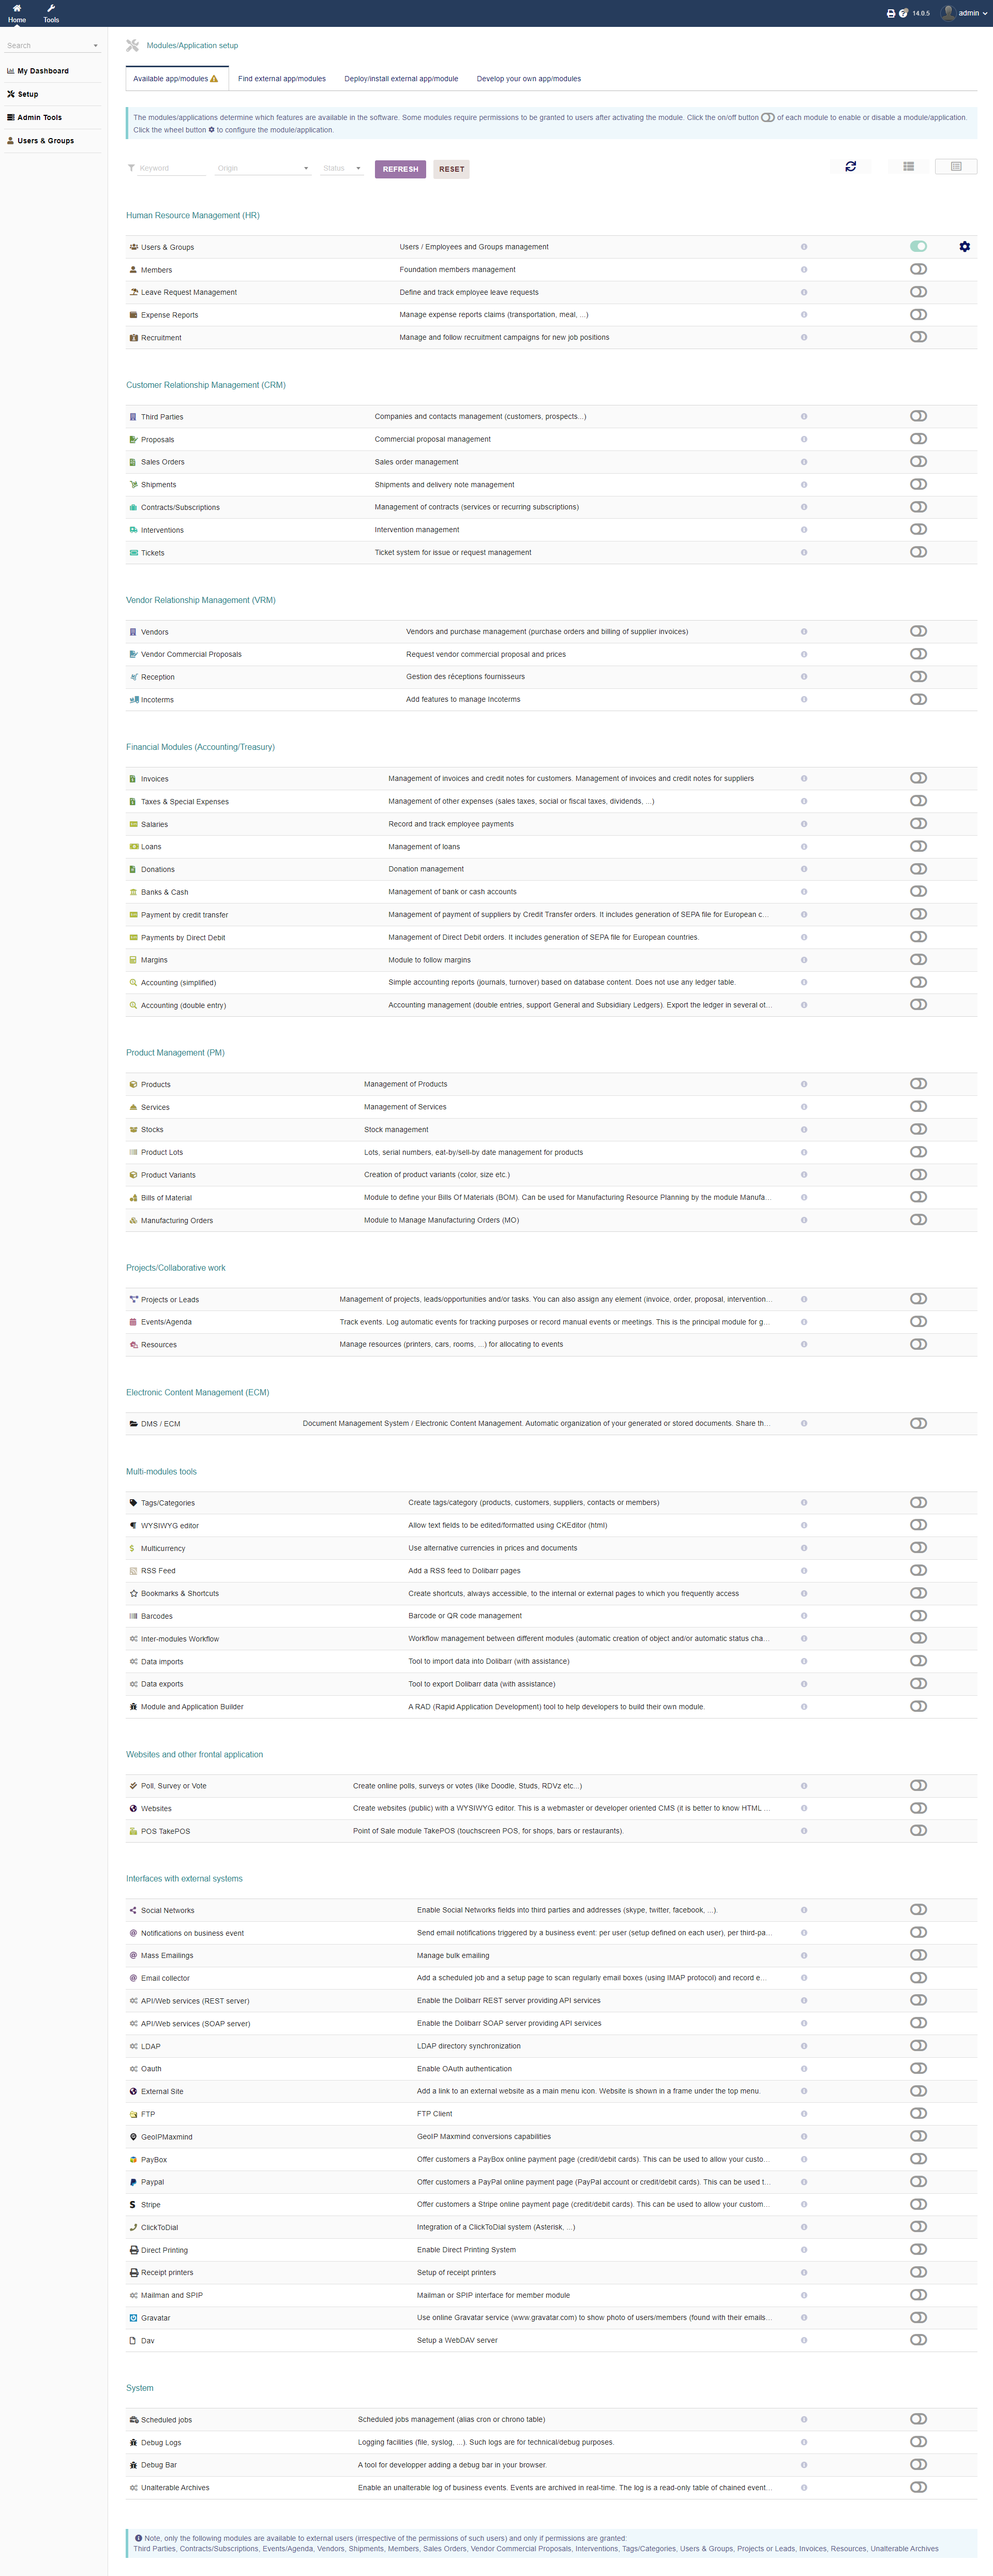 Home
Tools
14.0.5
admin
Search
My Dashboard
Setup
Admin Tools
Users & Groups
Modules/Application setup
Available app/modules
Find external app/modules
Deploy/install external app/module
Develop your own app/modules
The modules/applications determine which features are available in the software. Some modules require permissions to be granted to users after activating the module. Click the on/off button of each module to enable or disable a module/application.
Click the wheel button to configure the module/application.
Keyword
Origin
Status
REFRESH
RESET
Human Resource Management (HR)
Users & Groups Users / Employees and Groups management
Members Foundation members management
Leave Request Management Define and track employee leave requests
Expense Reports Manage expense reports claims (transportation, meal, ...)
Recruitment Manage and follow recruitment campaigns for new job positions
Customer Relationship Management (CRM)
Third Parties Companies and contacts management (customers, prospects...)
Proposals Commercial proposal management
Sales Orders Sales order management
Shipments Shipments and delivery note management
Contracts/Subscriptions Management of contracts (services or recurring subscriptions)
Interventions Intervention management
Tickets Ticket system for issue or request management
Vendor Relationship Management (VRM)
Vendors Vendors and purchase management (purchase orders and billing of supplier invoices)
Vendor Commercial Proposals Request vendor commercial proposal and prices
Reception Gestion des réceptions fournisseurs
Incoterms Add features to manage Incoterms
Financial Modules (Accounting/Treasury)
Invoices Management of invoices and credit notes for customers. Management of invoices and credit notes for suppliers
Taxes & Special Expenses Management of other expenses (sales taxes, social or fiscal taxes, dividends, ...)
Salaries Record and track employee payments
Loans Management of loans
Donations Donation management
Banks & Cash Management of bank or cash accounts
Payment by credit transfer Management of payment of suppliers by Credit Transfer orders. It includes generation of SEPA file for European c...
Payments by Direct Debit Management of Direct Debit orders. It includes generation of SEPA file for European countries.
Margins Module to follow margins
Accounting (simplified) Simple accounting reports (journals, turnover) based on database content. Does not use any ledger table.
Accounting (double entry) Accounting management (double entries, support General and Subsidiary Ledgers). Export the ledger in several ot...
Product Management (PM)
Products Management of Products
Services Management of Services
Stocks Stock management
Product Lots Lots, serial numbers, eat-by/sell-by date management for products
Product Variants Creation of product variants (color, size etc.)
Bills of Material Module to define your Bills Of Materials (BOM). Can be used for Manufacturing Resource Planning by the module Manufa...
Manufacturing Orders Module to Manage Manufacturing Orders (MO)
Projects/Collaborative work
Projects or Leads Management of projects, leads/opportunities and/or tasks. You can also assign any element (invoice, order, proposal, intervention...
Events/Agenda Track events. Log automatic events for tracking purposes or record manual events or meetings. This is the principal module for g...
Resources Manage resources (printers, cars, rooms, ...) for allocating to events
Electronic Content Management (ECM)
DMS / ECM Document Management System / Electronic Content Management. Automatic organization of your generated or stored documents. Share th...
Multi-modules tools
Tags/Categories Create tags/category (products, customers, suppliers, contacts or members)
WYSIWYG editor Allow text fields to be edited/formatted using CKEditor (html)
Multicurrency Use alternative currencies in prices and documents
RSS Feed Add a RSS feed to Dolibarr pages
Bookmarks & Shortcuts Create shortcuts, always accessible, to the internal or external pages to which you frequently access
Barcodes Barcode or QR code management
Inter-modules Workflow Workflow management between different modules (automatic creation of object and/or automatic status cha...
Data imports Tool to import data into Dolibarr (with assistance)
Data exports Tool to export Dolibarr data (with assistance)
Module and Application Builder A RAD (Rapid Application Development) tool to help developers to build their own module.
Websites and other frontal application
Poll, Survey or Vote Create online polls, surveys or votes (like Doodle, Studs, RDVz etc...)
Websites Create websites (public) with a WYSIWYG editor. This is a webmaster or developer oriented CMS (it is better to know HTML ...
POS TakePOS Point of Sale module TakePOS (touchscreen POS, for shops, bars or restaurants).
Interfaces with external systems
Social Networks Enable Social Networks fields into third parties and addresses (skype, twitter, facebook, ...).
Notifications on business event Send email notifications triggered by a business event: per user (setup defined on each user), per third-pa...
Mass Emailings Manage bulk emailing
Email collector Add a scheduled job and a setup page to scan regularly email boxes (using IMAP protocol) and record e...
API/Web services (REST server) Enable the Dolibarr REST server providing API services
API/Web services (SOAP server) Enable the Dolibarr SOAP server providing API services
LDAP LDAP directory synchronization
Oauth Enable OAuth authentication
External Site Add a link to an external website as a main menu icon. Website is shown in a frame under the top menu.
FTP FTP Client
GeoIPMaxmind GeoIP Maxmind conversions capabilities
PayBox Offer customers a PayBox online payment page (credit/debit cards). This can be used to allow your custo...
Paypal Offer customers a PayPal online payment page (PayPal account or credit/debit cards). This can be used t...
Stripe Offer customers a Stripe online payment page (credit/debit cards). This can be used to allow your custom...
ClickToDial Integration of a ClickToDial system (Asterisk, ...)
Direct Printing Enable Direct Printing System
Receipt printers Setup of receipt printers
Mailman and SPIP Mailman or SPIP interface for member module
Gravatar Use online Gravatar service (www.gravatar.com) to show photo of users/members (found with their emails...
Dav Setup a WebDAV server
System
Scheduled jobs Scheduled jobs management (alias cron or chrono table)
Debug Logs Logging facilities (file, syslog, ...). Such logs are for technical/debug purposes.
Debug Bar A tool for developper adding a debug bar in your browser.
Unalterable Archives Enable an unalterable log of business events. Events are archived in real-time. The log is a read-only table of chained event...
Note, only the following modules are available to external users (irrespective of the permissions of such users) and only if permissions are granted:
Third Parties, Contracts/Subscriptions, Events/Agenda, Vendors, Shipments, Members, Sales Orders, Vendor Commercial Proposals, Interventions, Tags/Categories, Users & Groups, Projects or Leads, Invoices, Resources, Unalterable Archives